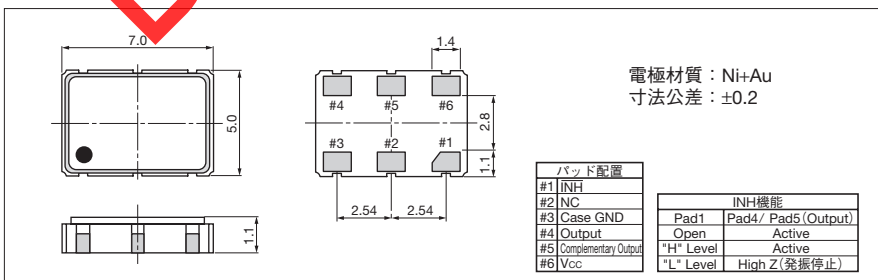 7.0
5.0
1.1
1.4
#4 #5 #6
#3 #2 #1
2.8
1.1
2.54 2.54
電極材質：Ni+Au
寸法公差：±0.2
パッド配置
#1 INH
#2 NC
#3 Case GND
#4 Output
#5 Complementary Output
#6 Vcc
INH機能
Pad1 Pad4/ Pad5(Output)
Open Active
"H" Level Active
"L" Level High Z(発振停止)